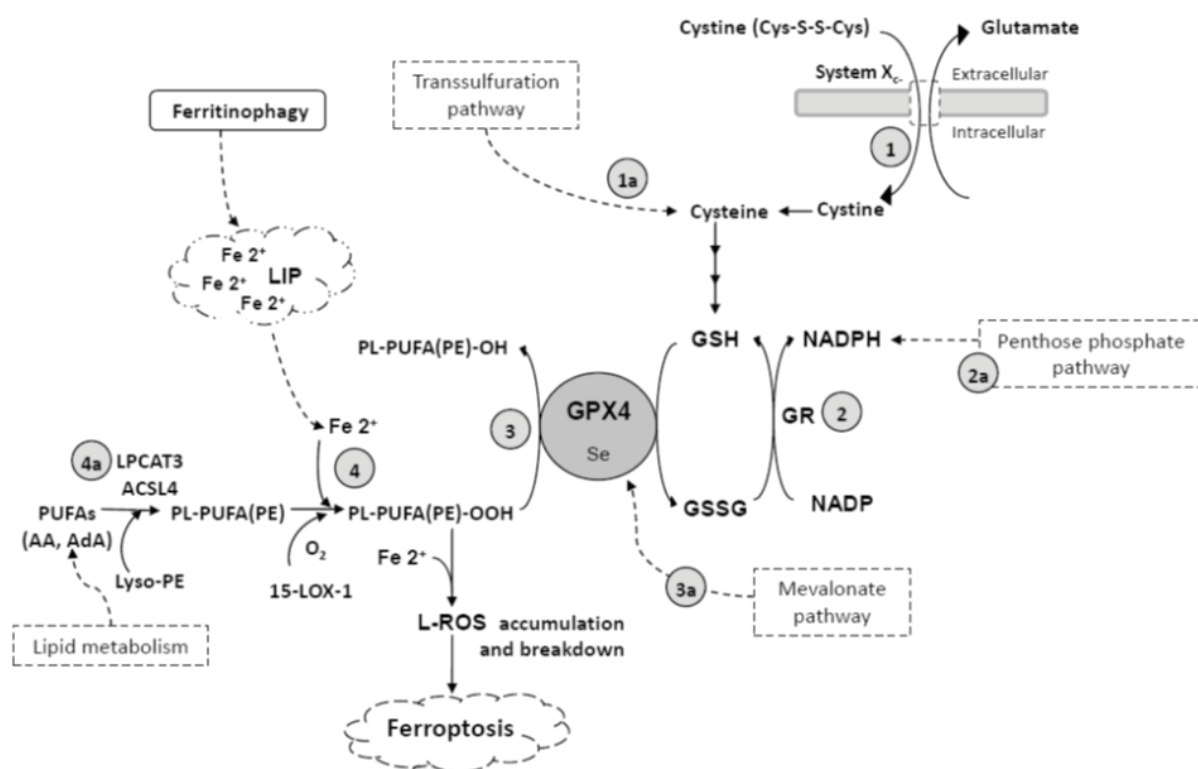 Cystine (Cys-S-S-Cys)
Glutamate
Transsulfuration
pathway
System Xc-
Extracellular
Intracellular
Ferritinophagy
1
1a
Cysteine
Cystine
Fe 2+
Fe 2+
LIP
Fe 2+
PL-PUFA(PE)-OH
GSH
NADPH
Penthose phosphate
pathway
2a
GPX4
Se
3
GR
2
Fe 2+
4a
LPCAT3
ACSL4
4
PUFAs
(AA, AdA)
PL-PUFA(PE)
PL-PUFA(PE)-OOH
GSSG
NADP
O2
Fe 2+
Lyso-PE
15-LOX-1
3a
Mevalonate
pathway
Lipid metabolism
L-ROS
accumulation
and breakdown
Ferroptosis